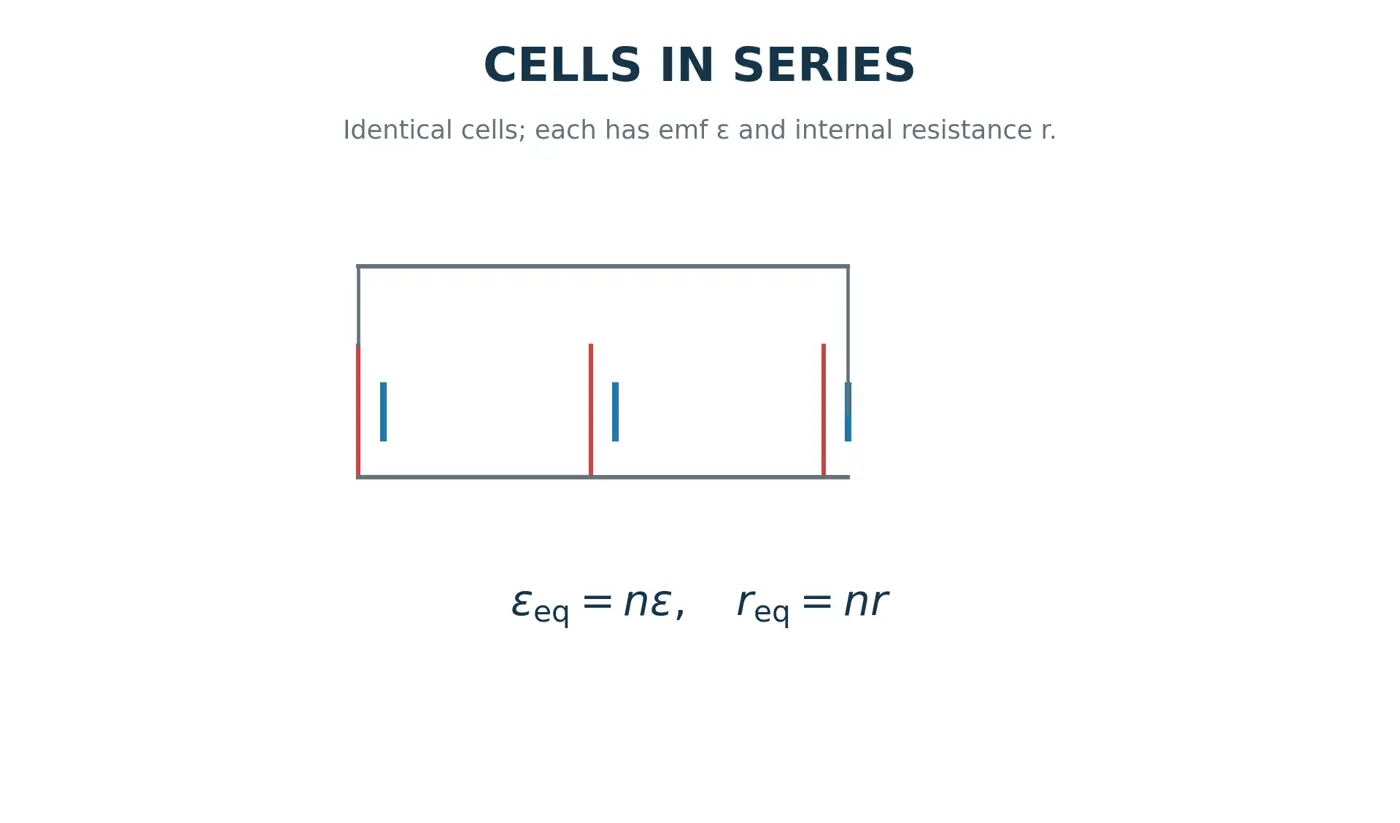 CELLS IN SERIES
Identical cells; each has emf ε and internal resistance r.
εeq = nε, req = nr